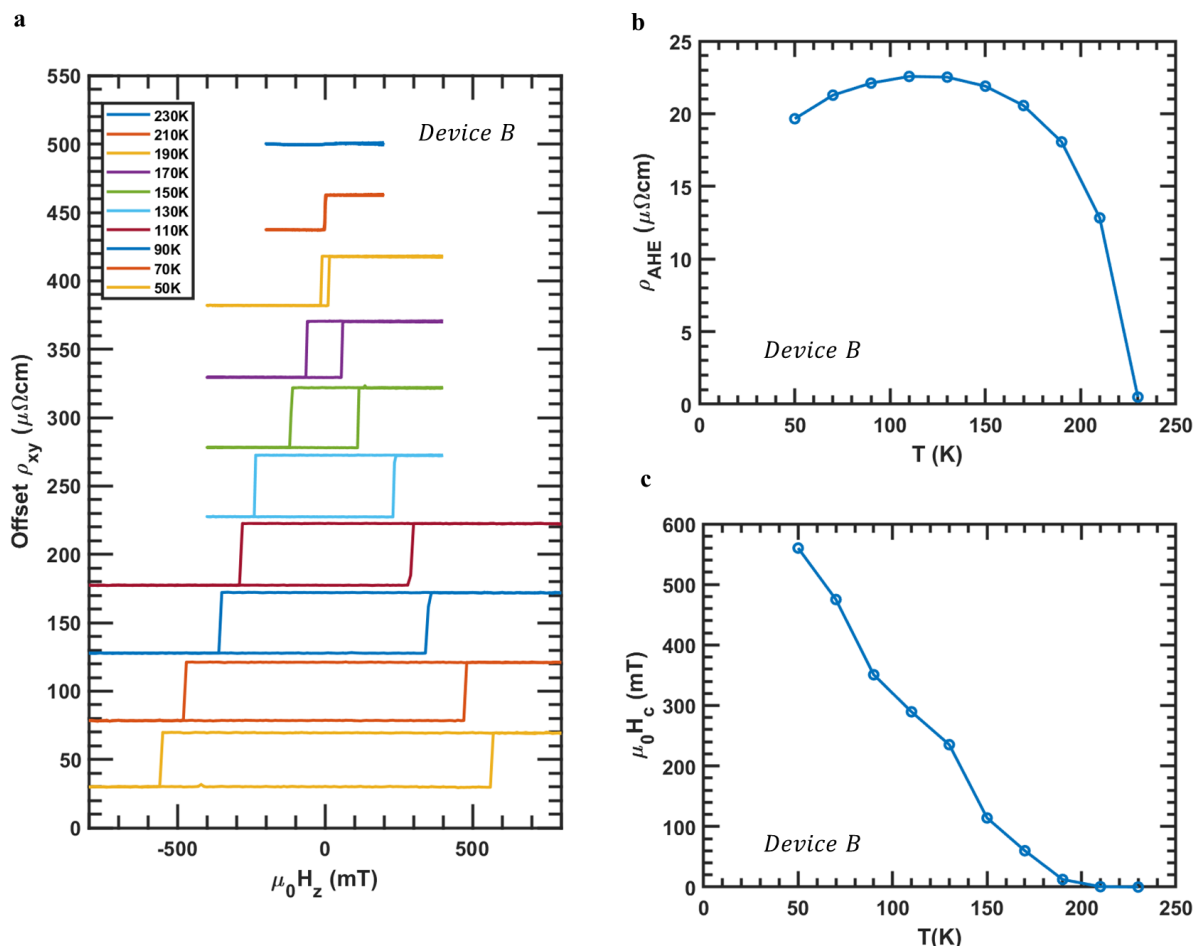 a
Offset ρxy (μΩcm)
550
500
450
400
350
300
250
200
150
100
50
0
230K
210K
190K
170K
150K
130K
110K
90K
70K
50K
Device B
-500 0 500
μ0Hz (mT)
b
ρAHE (μΩcm)
25
20
15
10
5
0
Device B
0 50 100 150 200 250
T (K)
c
μ0Hc (mT)
600
500
400
300
200
100
0
Device B
0 50 100 150 200 250
T(K)